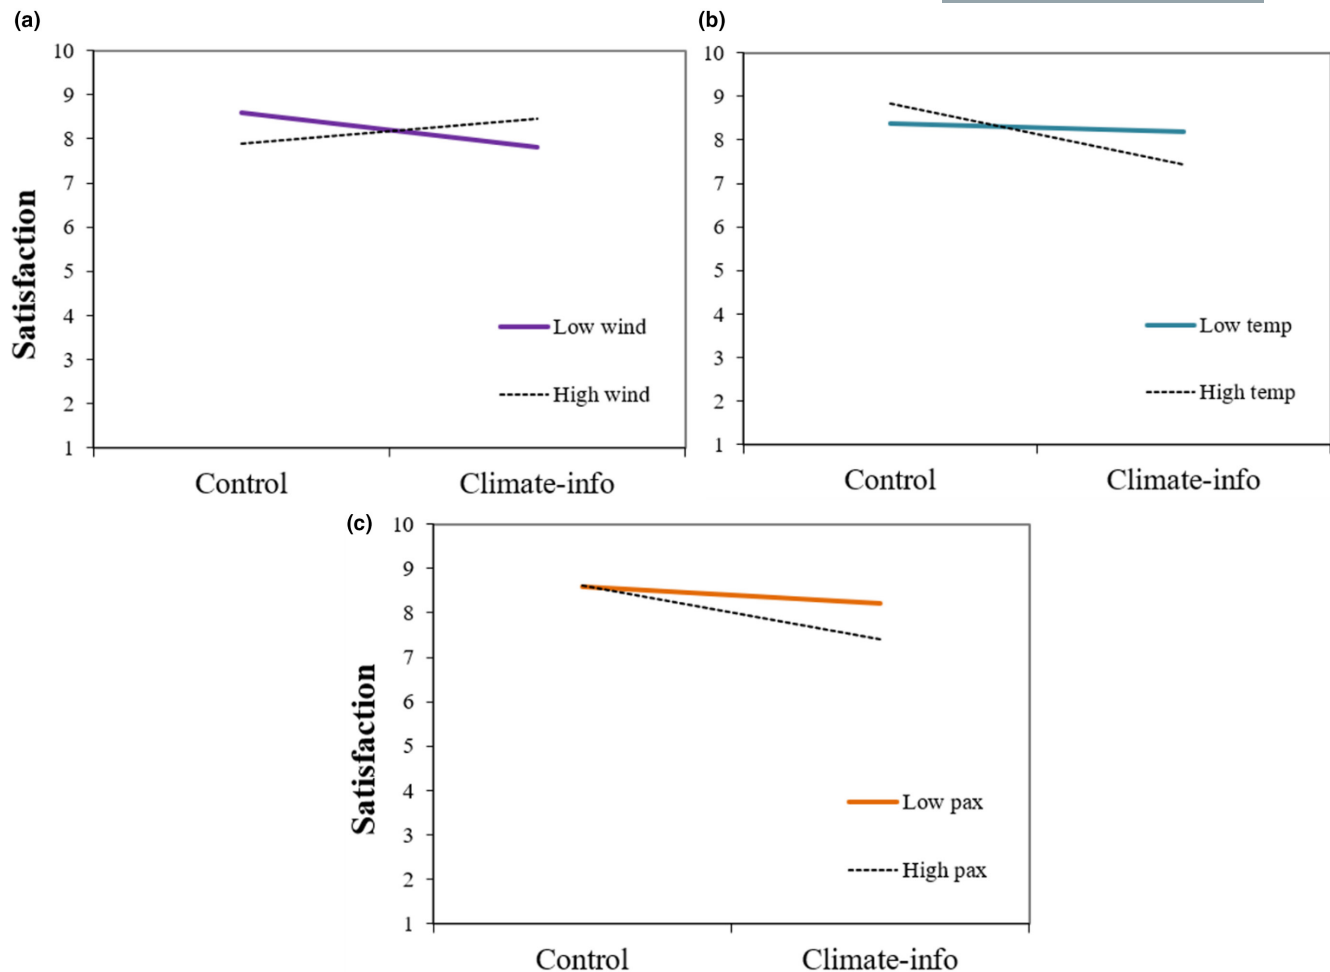 (a)
10
9
8
7
6
5
4
3
2
1
Satisfaction
Low wind
High wind
Control
Climate-info
(b)
10
9
8
7
6
5
4
3
2
1
Low temp
High temp
Control
Climate-info
(c)
10
9
8
7
6
5
4
3
2
1
Satisfaction
Low pax
High pax
Control
Climate-info